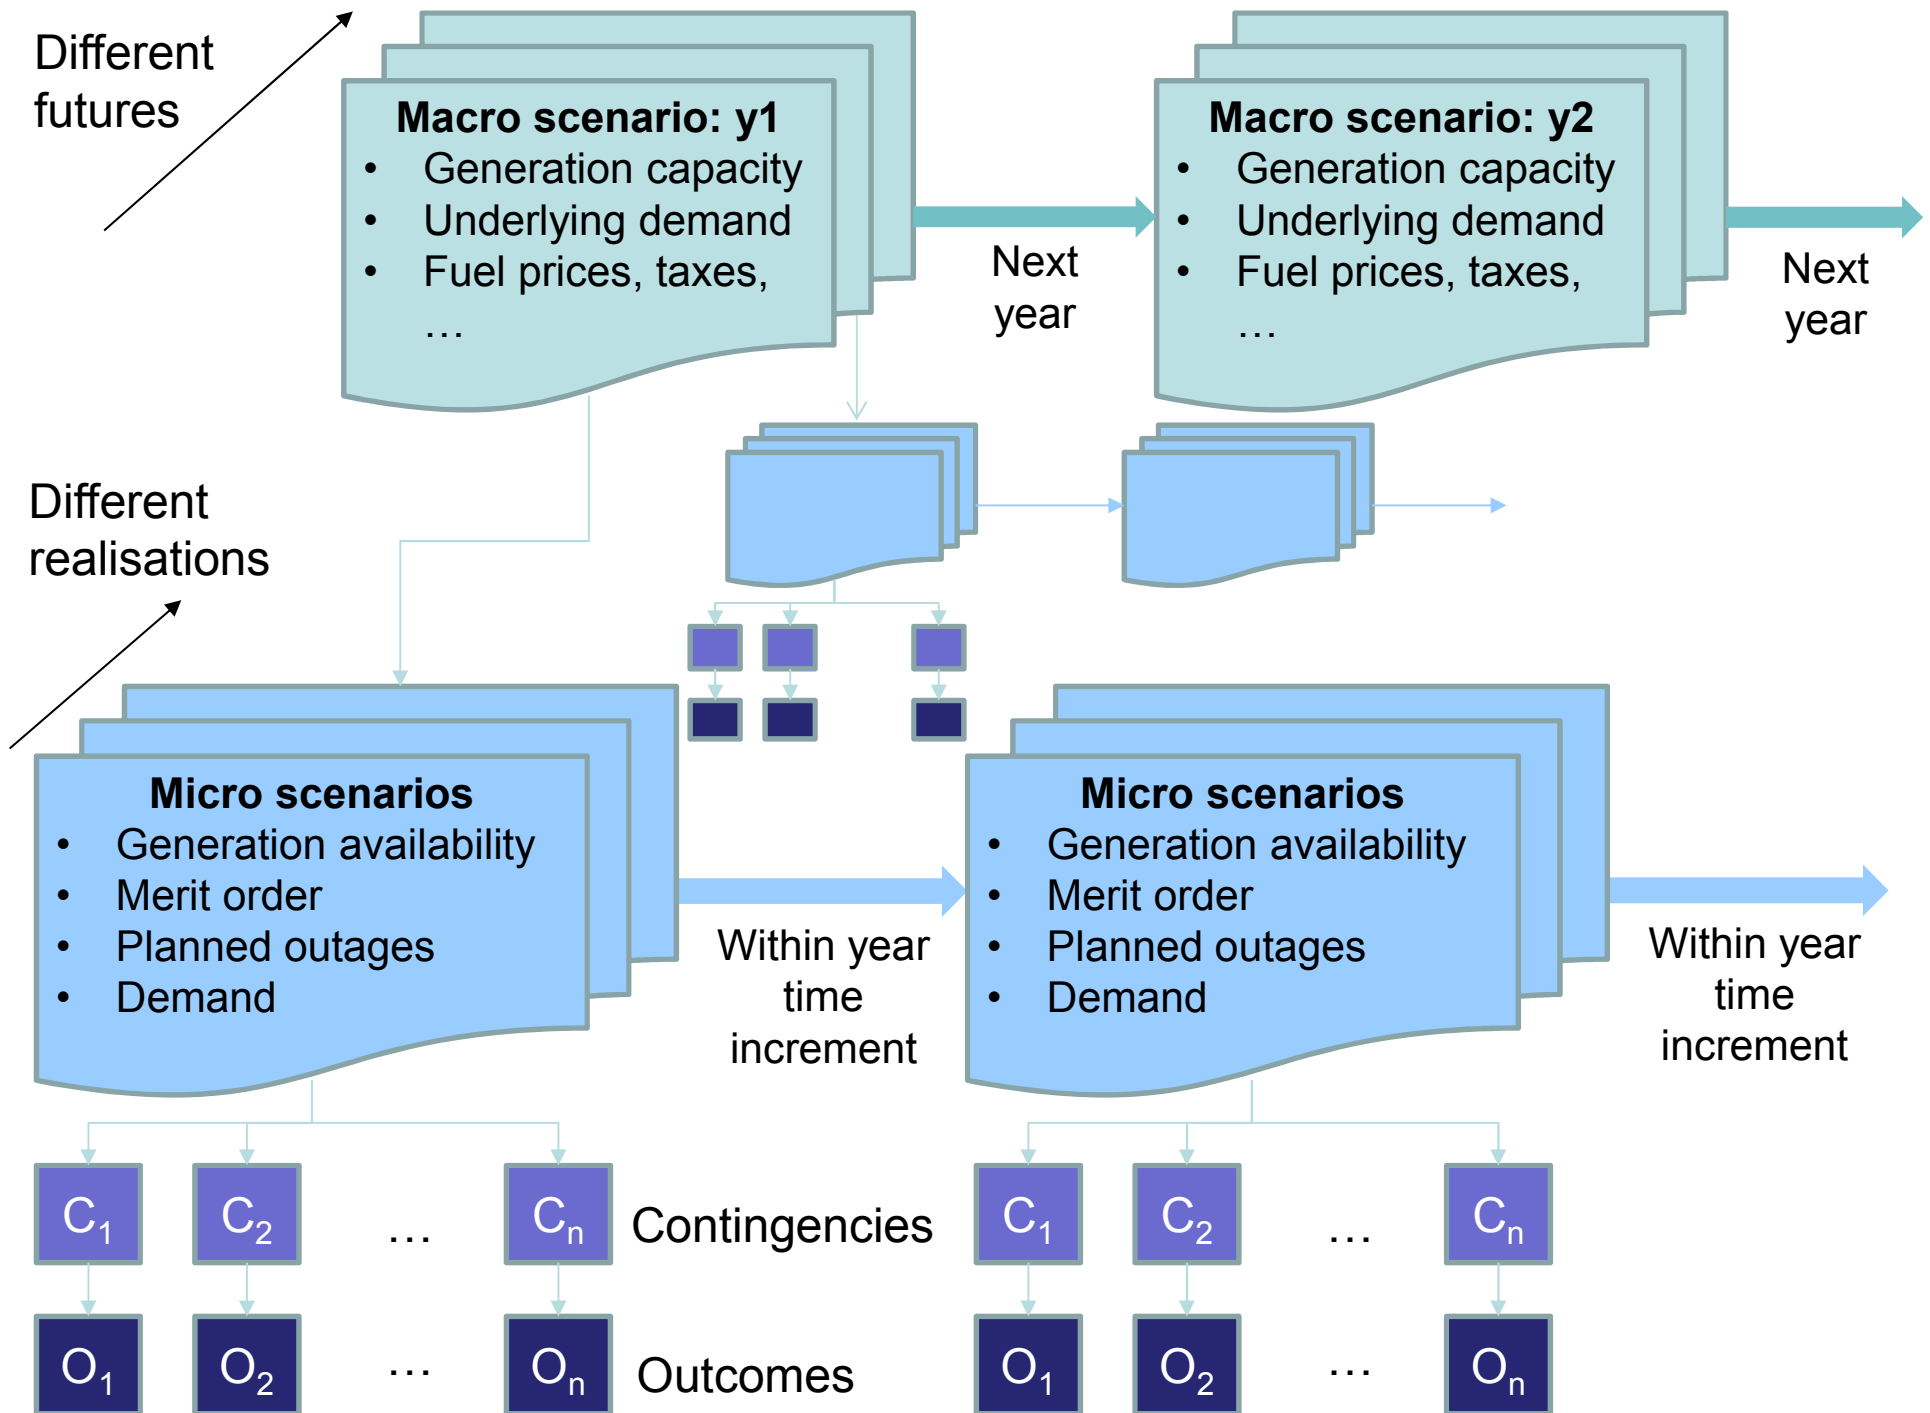 Different
futures
Macro scenario: y1
• Generation capacity
• Underlying demand
• Fuel prices, taxes,
…
Next
year
Macro scenario: y2
• Generation capacity
• Underlying demand
• Fuel prices, taxes,
…
Next
year
Different
realisations
Micro scenarios
• Generation availability
• Merit order
• Planned outages
• Demand
Within year
time
increment
Micro scenarios
• Generation availability
• Merit order
• Planned outages
• Demand
Within year
time
increment
C1 C2 … Cn Contingencies C1 C2 … Cn
O1 O2 … On Outcomes O1 O2 … On